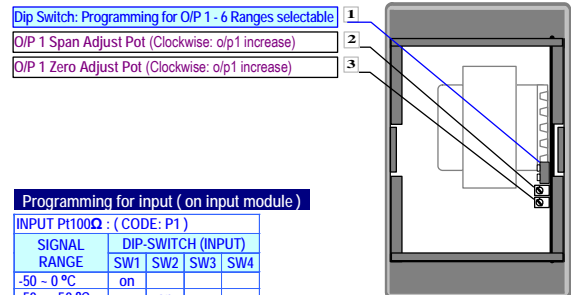 Dip Switch: Programming for O/P 1 - 6 Ranges selectable 1
O/P 1 Span Adjust Pot (Clockwise: o/p1 increase) 2
O/P 1 Zero Adjust Pot (Clockwise: o/p1 increase) 3
Programming for input ( on input module )
INPUT Pt100Ω : ( CODE: P1 )
SIGNAL RANGE DIP-SWITCH (INPUT)
SW1 SW2 SW3 SW4
-50 ~ 0 ºC on